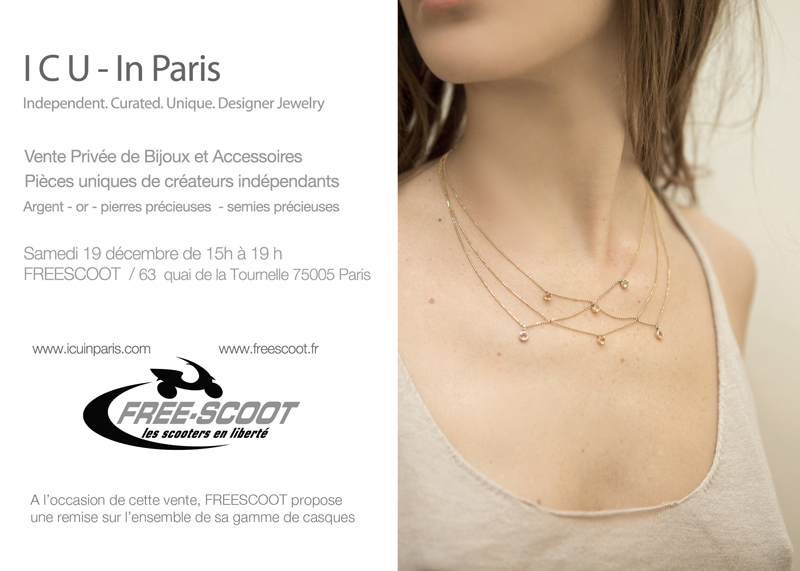 I C U - In Paris
Independent. Curated. Unique. Designer Jewelry
Vente Privée de Bijoux et Accessoires
Pièces uniques de créateurs indépendants
Argent - or - pierres précieuses - semies précieuses
Samedi 19 décembre de 15h à 19 h
FREESCOOT / 63 quai de la Tournelle 75005 Paris
www.icuinparis.com www.freescoot.fr
FREE-SCOOT
les scooters en liberté
A l’occasion de cette vente, FREESCOOT propose
une remise sur l’ensemble de sa gamme de casques